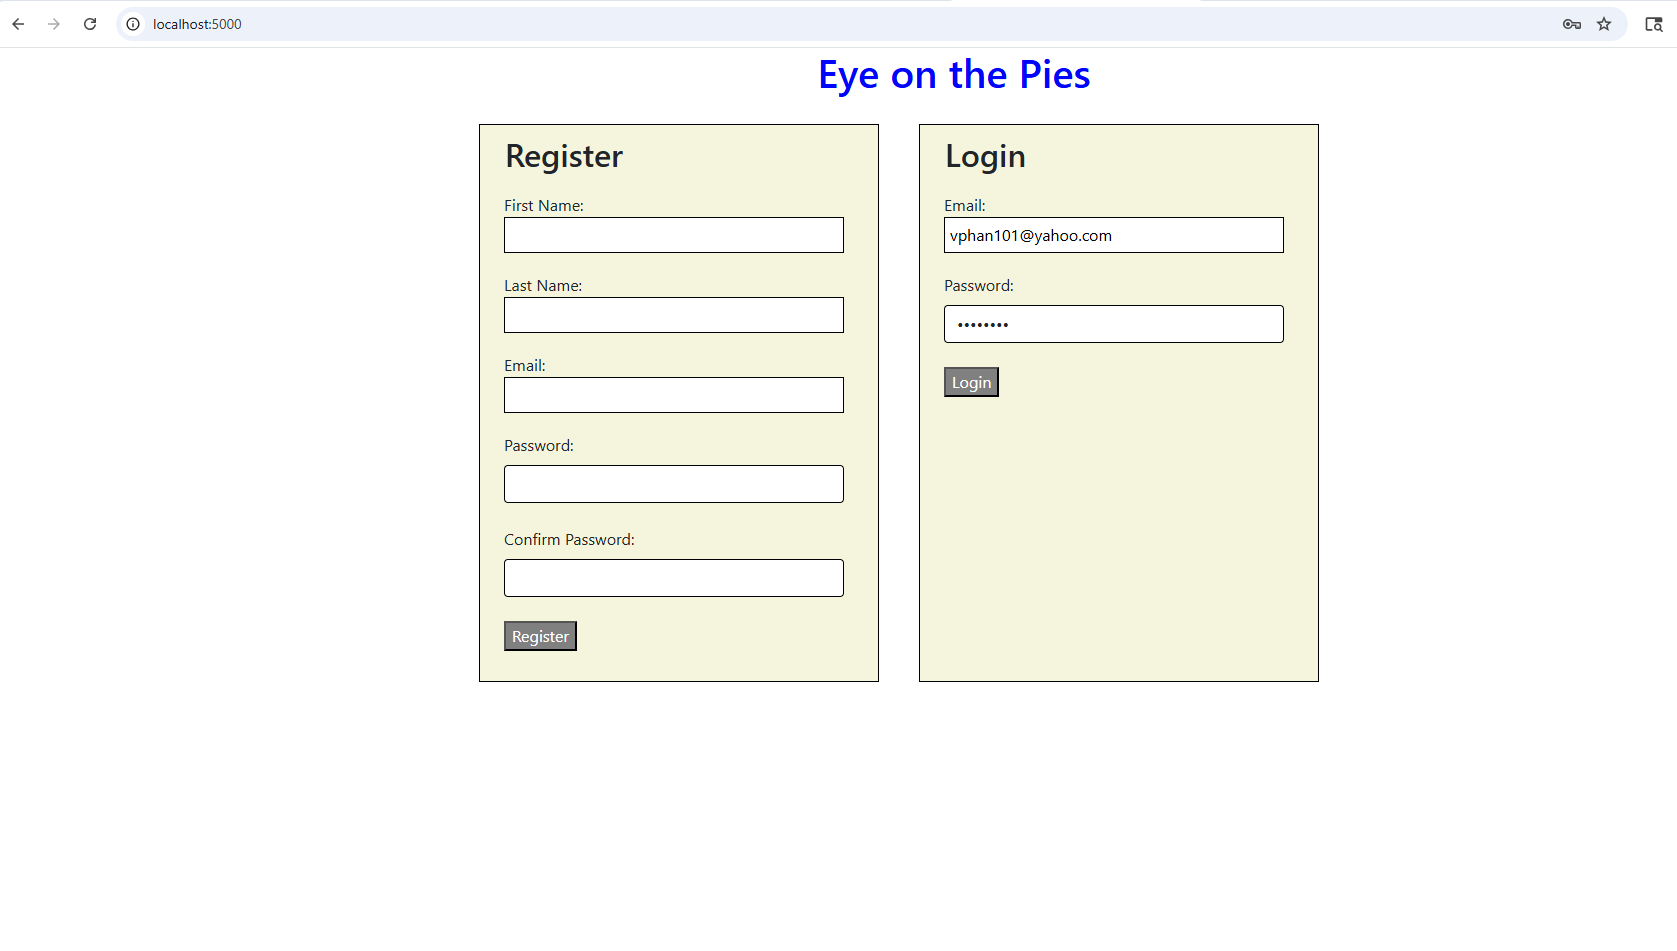 localhost:5000
Eye on the Pies
Register
First Name:
Last Name:
Email:
Password:
Confirm Password:
Register
Login
Email:
vphan101@yahoo.com
Password:
••••••••
Login